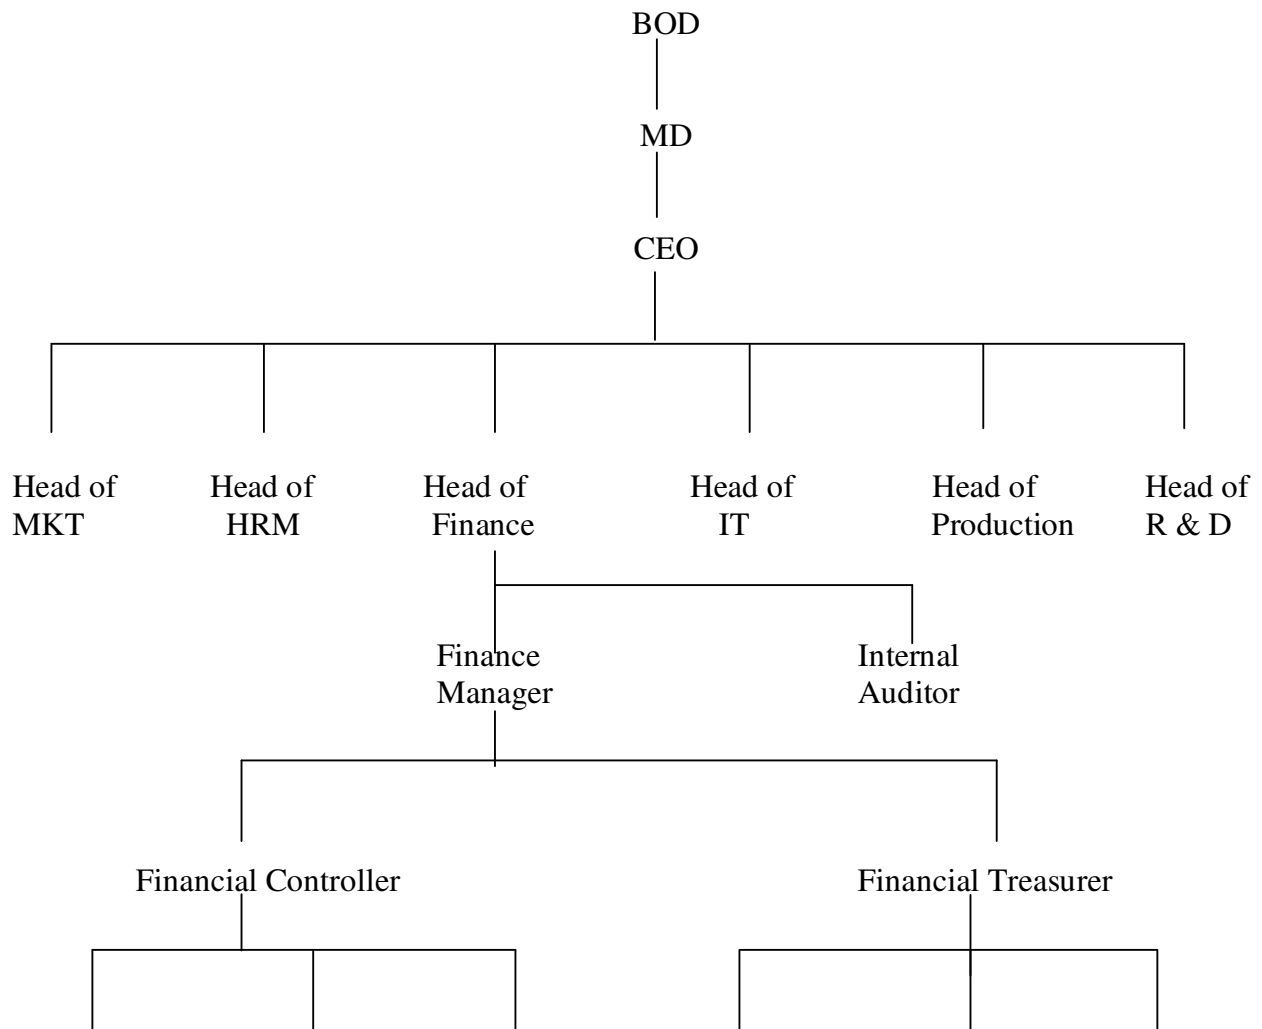 BOD
MD
CEO
Head of Head of Head of Head of Head of Head of
MKT HRM Finance IT Production R & D
Finance Internal
Manager Auditor
Financial Controller Financial Treasurer